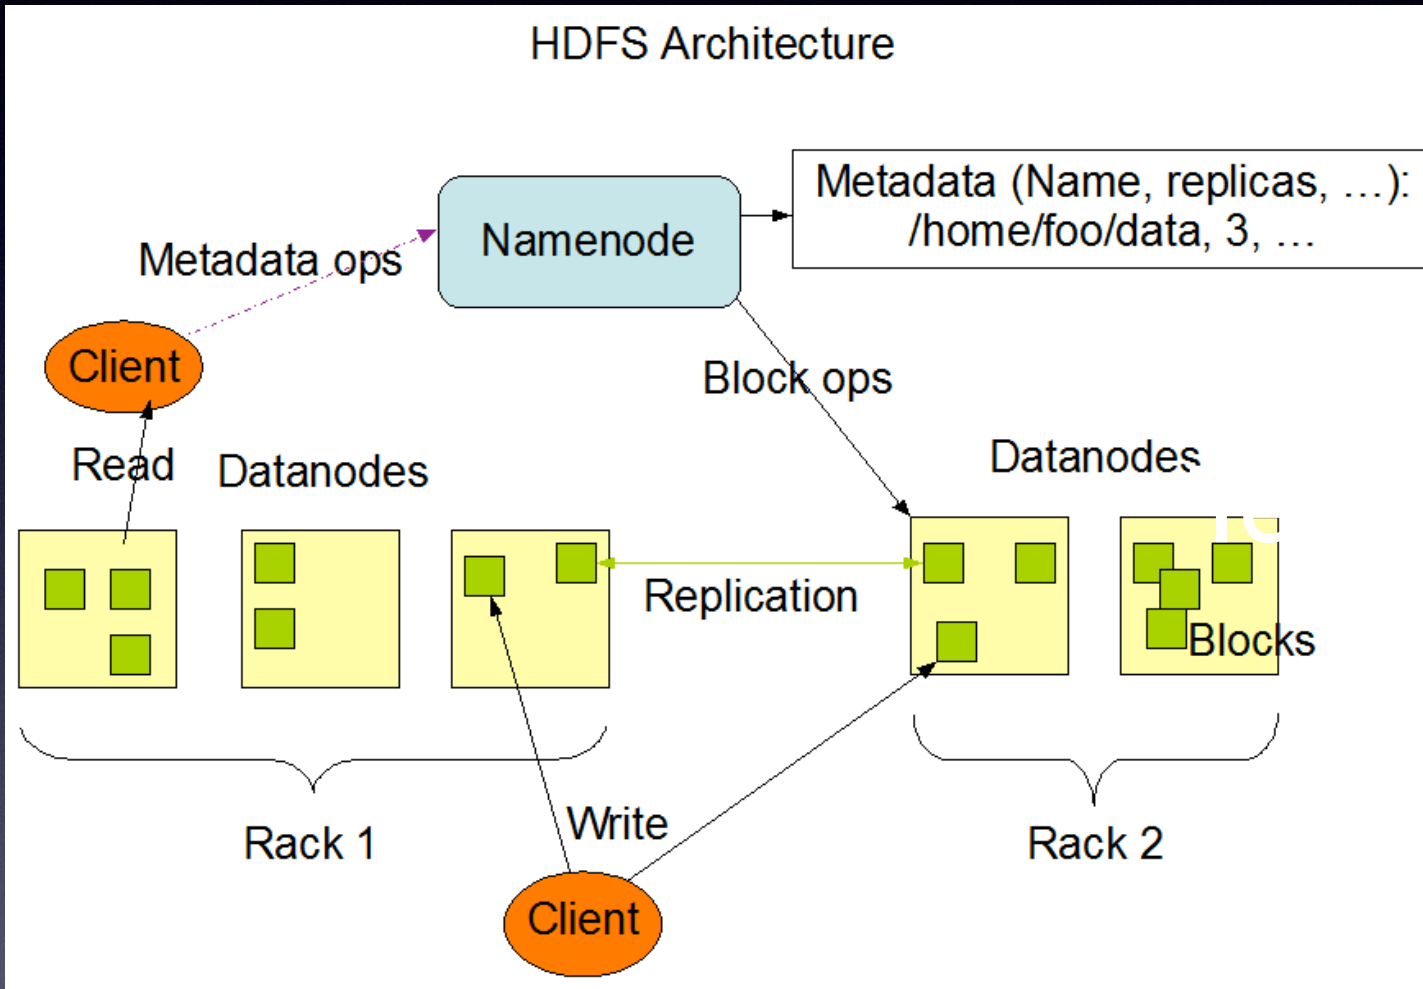 HDFS Architecture
Metadata (Name, replicas, …):
/home/foo/data, 3, …
Namenode
Metadata ops
Client
Block ops
Read
Datanodes
Datanodes
Replication
Blocks
Rack 1
Write
Rack 2
Client